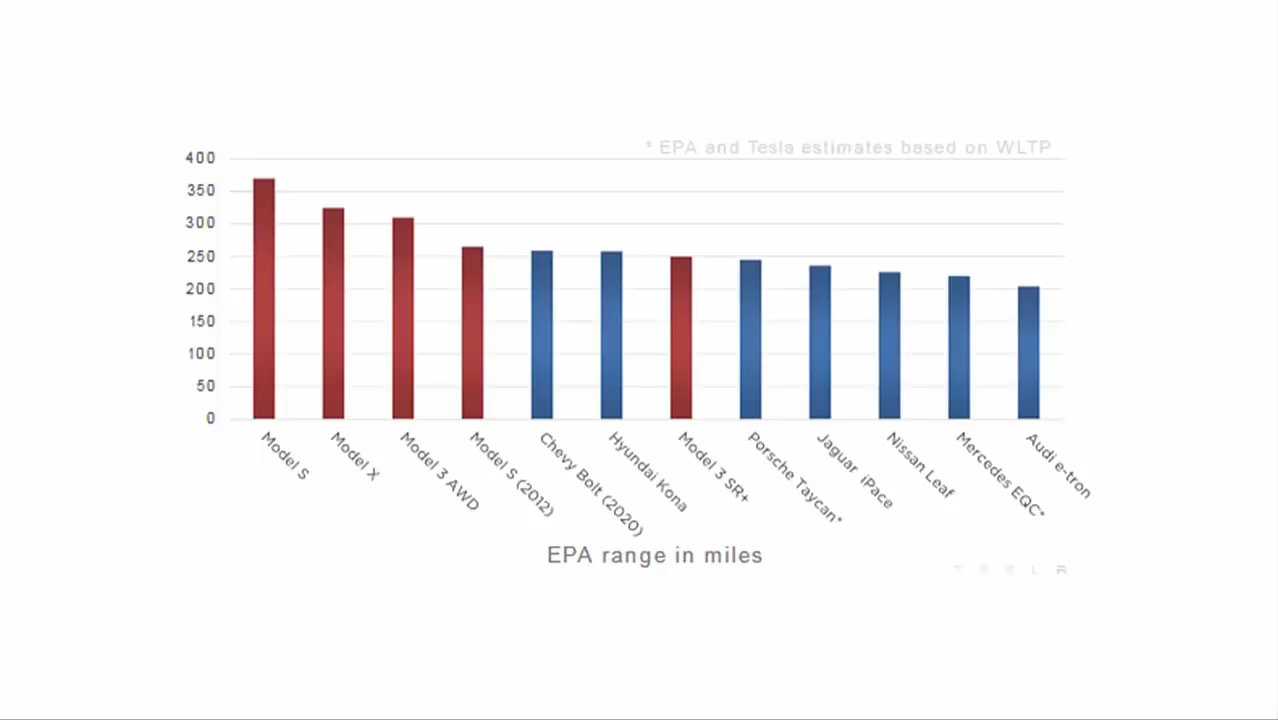 * EPA and Tesla estimates based on WLTP
400
350
300
250
200
150
100
50
0
Model S
Model X
Model 3 AWD
Model S (2012)
Chevy Bolt (2020)
Hyundai Kona
Model 3 SR+
Porsche Taycan*
Jaguar iPace
Nissan Leaf
Mercedes EQC*
Audi e-tron
EPA range in miles
TESLA